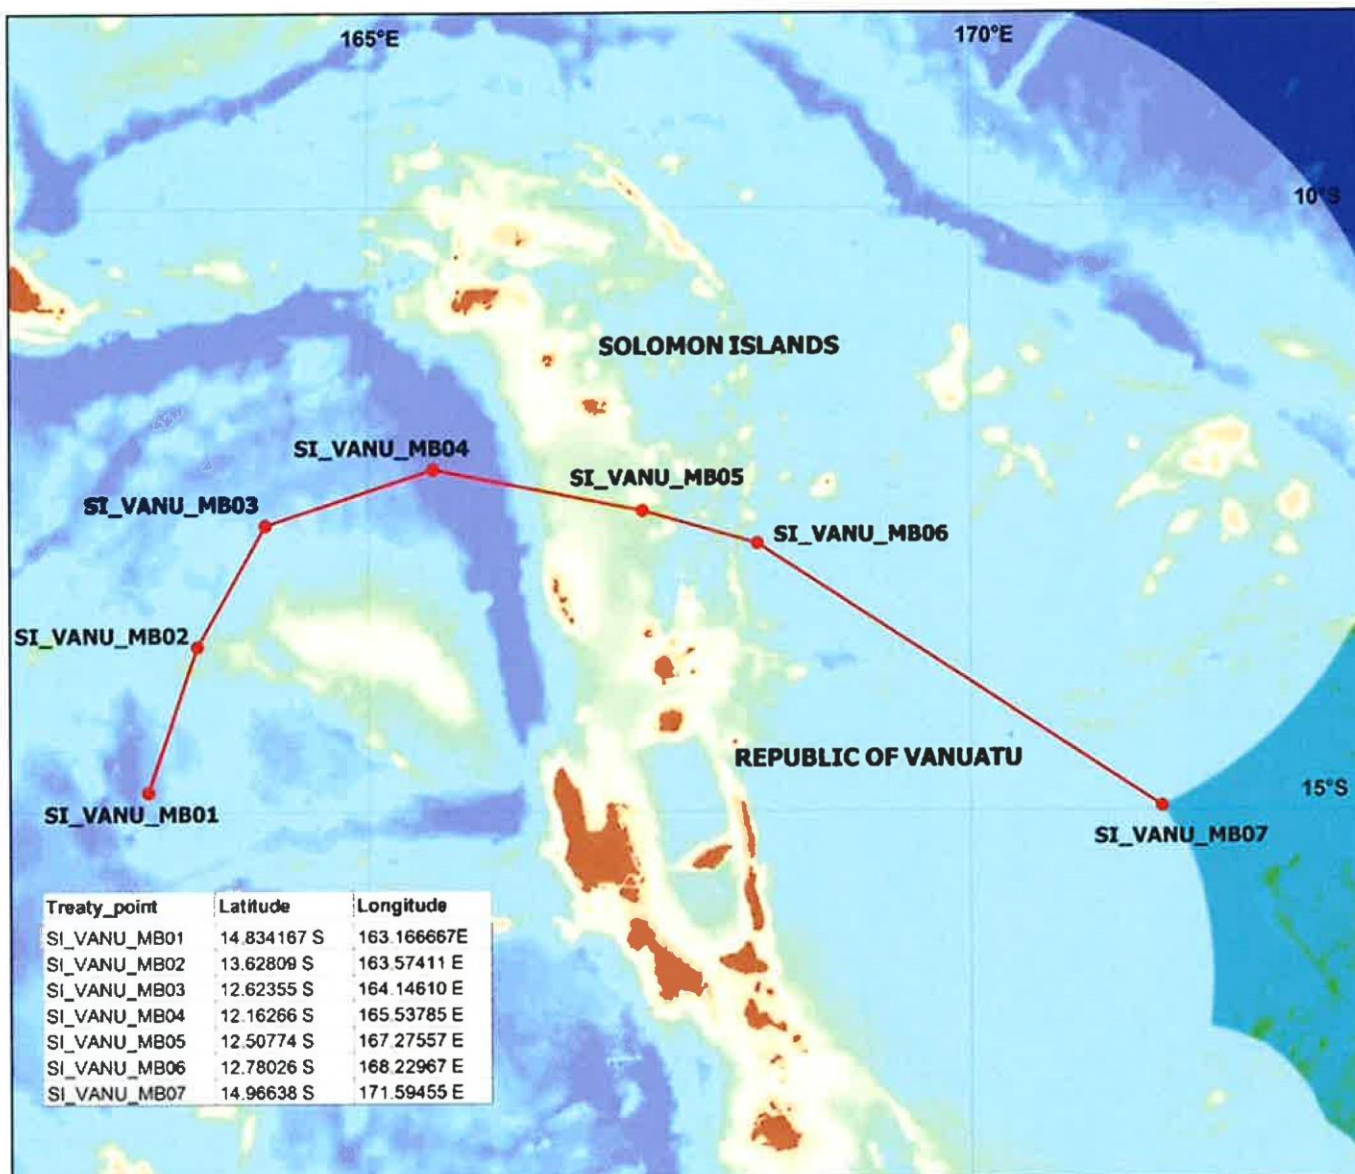 165°E
170°E
10°S
SOLOMON ISLANDS
SI_VANU_MB04
SI_VANU_MB05
SI_VANU_MB03
SI_VANU_MB06
SI_VANU_MB02
REPUBLIC OF VANUATU
15°S
SI_VANU_MB01
SI_VANU_MB07
Treaty_point Latitude Longitude
SI_VANU_MB01 14.834167 S 163.166667E
SI_VANU_MB02 13.62809 S 163.57411 E
SI_VANU_MB03 12.62355 S 164.14610 E
SI_VANU_MB04 12.16266 S 165.53785 E
SI_VANU_MB05 12.50774 S 167.27557 E
SI_VANU_MB06 12.78026 S 168.22967 E
SI_VANU_MB07 14.96638 S 171.59455 E